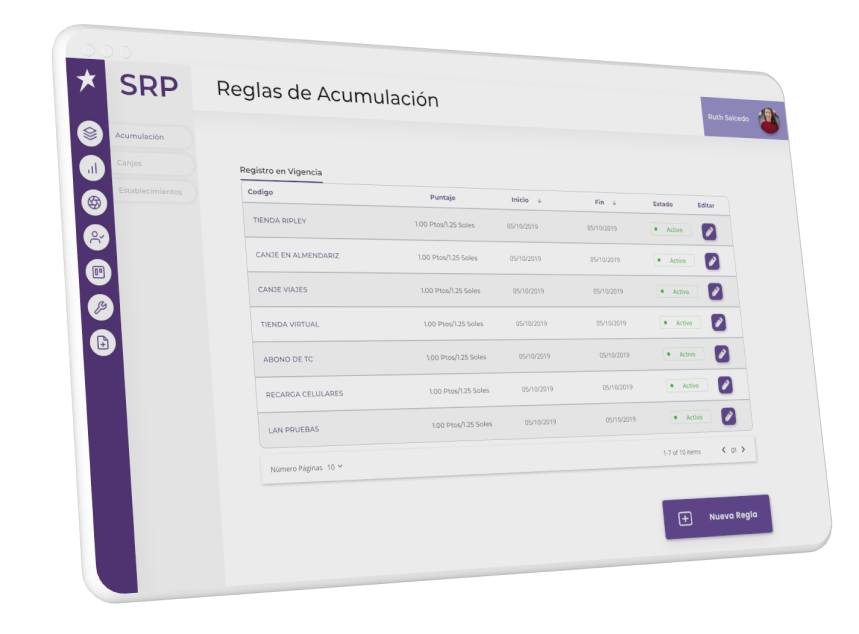 SRP
Reglas de Acumulación
Ruth Salcedo
Acumulación
Canjes
Establecimientos
Registro en Vigencia
Codigo Puntaje Inicio ↓ Fin ↓ Estado Editar
TIENDA RIPLEY 1.00 Ptos/1.25 Soles 05/10/2019 05/10/2019 Activo
CANJE EN ALMENDARIZ 1.00 Ptos/1.25 Soles 05/10/2019 05/10/2019 Activo
CANJE VIAJES 1.00 Ptos/1.25 Soles 05/10/2019 05/10/2019 Activo
TIENDA VIRTUAL 1.00 Ptos/1.25 Soles 05/10/2019 05/10/2019 Activo
ABONO DE TC 1.00 Ptos/1.25 Soles 05/10/2019 05/10/2019 Activo
RECARGA CELULARES 1.00 Ptos/1.25 Soles 05/10/2019 05/10/2019 Activo
LAN PRUEBAS 1.00 Ptos/1.25 Soles 05/10/2019 05/10/2019 Activo
Número Páginas 10 1-7 of 10 items 01
Nueva Regla